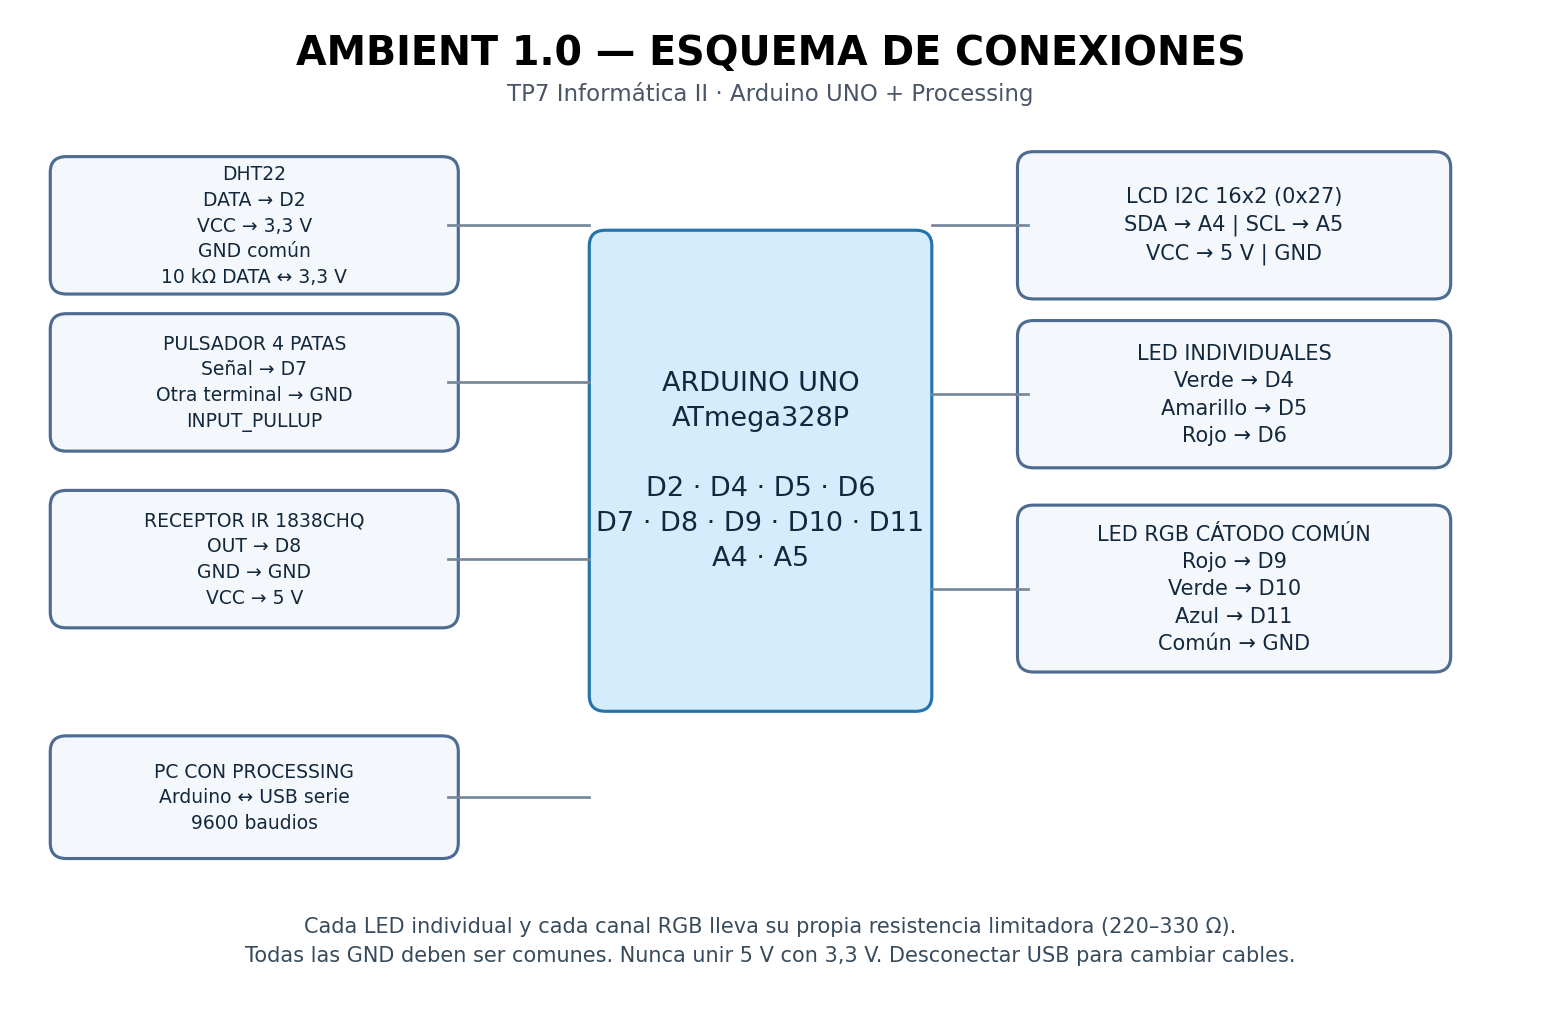 AMBIENT 1.0 — ESQUEMA DE CONEXIONES
TP7 Informática II · Arduino UNO + Processing
DHT22
DATA → D2
VCC → 3,3 V
GND común
10 kΩ DATA ↔ 3,3 V
PULSADOR 4 PATAS
Señal → D7
Otra terminal → GND
INPUT_PULLUP
RECEPTOR IR 1838CHQ
OUT → D8
GND → GND
VCC → 5 V
PC CON PROCESSING
Arduino ↔ USB serie
9600 baudios
ARDUINO UNO
ATmega328P
D2 · D4 · D5 · D6
D7 · D8 · D9 · D10 · D11
A4 · A5
LCD I2C 16x2 (0x27)
SDA → A4 | SCL → A5
VCC → 5 V | GND
LED INDIVIDUALES
Verde → D4
Amarillo → D5
Rojo → D6
LED RGB CÁTODO COMÚN
Rojo → D9
Verde → D10
Azul → D11
Común → GND
Cada LED individual y cada canal RGB lleva su propia resistencia limitadora (220–330 Ω).
Todas las GND deben ser comunes. Nunca unir 5 V con 3,3 V. Desconectar USB para cambiar cables.